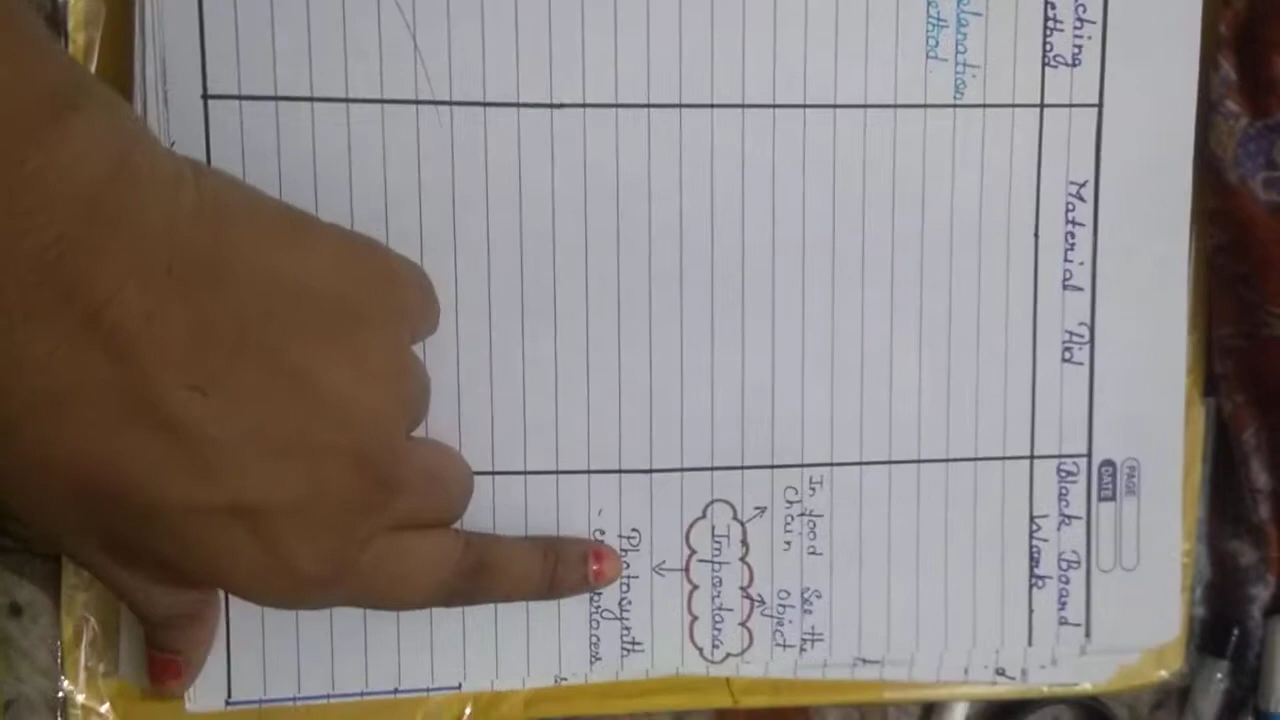 PAGE
DATE
ching
ethod
Material Aid
Black Board
Work.
elanation
ethod.
In food
chain
See the
object
Importance
Photosynth
process